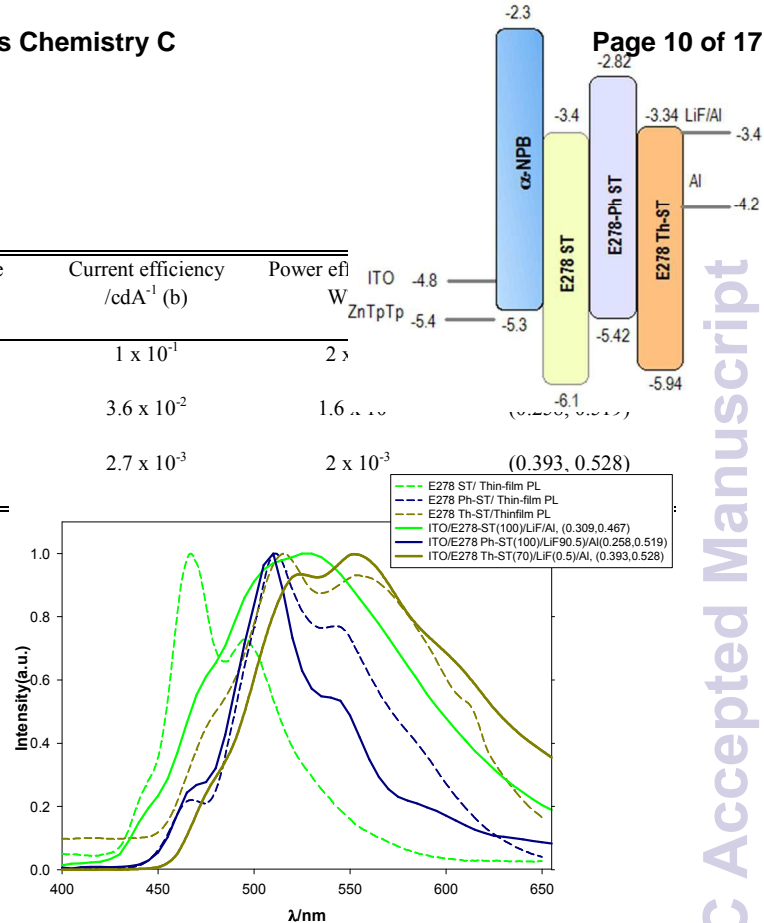 s Chemistry C
Page 10 of 17
-2.3
-2.82
-3.4
-3.34 LiF/Al
-3.4
Al
-4.2
α-NPB
E278 ST
E278-Ph ST
E278 Th-ST
ITO -4.8
ZnTpTp -5.4
-5.3
-5.42
-5.94
-6.1
e
Current efficiency
/cdA-1 (b)
Power eff
W
1 x 10-1
2 x
3.6 x 10-2
1.6
2.7 x 10-3
2 x 10-3
(0.393, 0.528)
E278 ST/ Thin-film PL
E278 Ph-ST/ Thin-film PL
E278 Th-ST/Thinfilm PL
ITO/E278-ST(100)/LiF/Al, (0.309,0.467)
ITO/E278 Ph-ST(100)/LiF90.5)/Al(0.258,0.519)
ITO/E278 Th-ST(70)/LiF(0.5)/Al, (0.393,0.528)
Intensity(a.u.)
1.0
0.8
0.6
0.4
0.2
0.0
400 450 500 550 600 650
λ/nm
C Accepted Manuscript